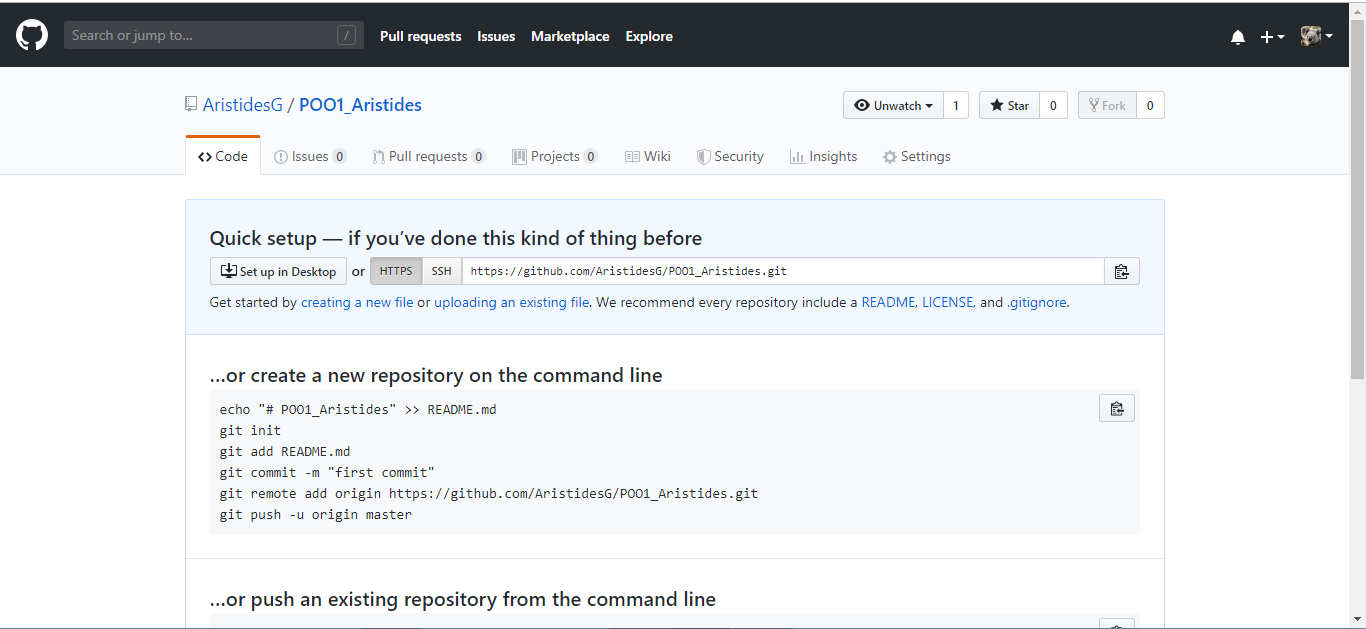 Search or jump to... /
Pull requests Issues Marketplace Explore
AristidesG / POO1_Aristides
Unwatch 1 Star 0 Fork 0
Code Issues 0 Pull requests 0 Projects 0 Wiki Security Insights Settings
Quick setup — if you’ve done this kind of thing before
Set up in Desktop or HTTPS SSH https://github.com/AristidesG/POO1_Aristides.git
Get started by creating a new file or uploading an existing file. We recommend every repository include a README, LICENSE, and .gitignore.
…or create a new repository on the command line
echo "# POO1_Aristides" >> README.md
git init
git add README.md
git commit -m "first commit"
git remote add origin https://github.com/AristidesG/POO1_Aristides.git
git push -u origin master
…or push an existing repository from the command line